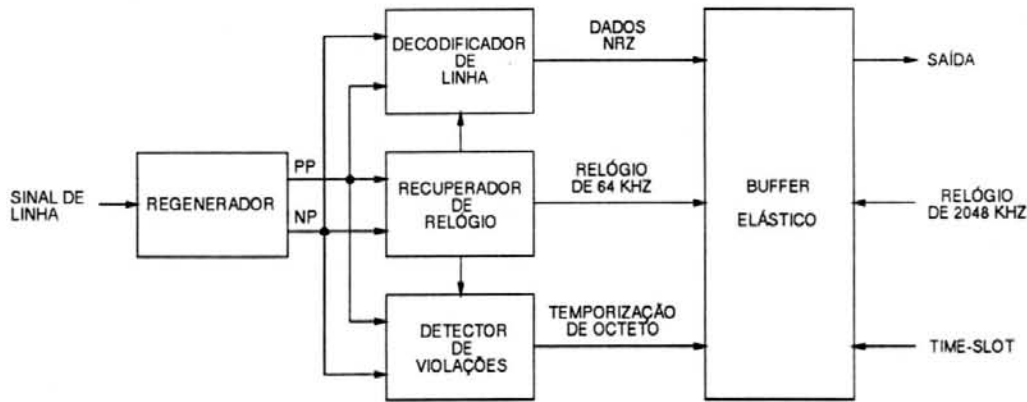 SINAL DE
LINHA
REGENERADOR
PP
NP
DECODIFICADOR
DE
LINHA
RECUPERADOR
DE
RELÓGIO
DETECTOR
DE
VIOLAÇÕES
DADOS
NRZ
RELÓGIO
DE 64 KHZ
TEMPORIZAÇÃO
DE OCTETO
BUFFER
ELÁSTICO
SAÍDA
RELÓGIO
DE 2048 KHZ
TIME-SLOT